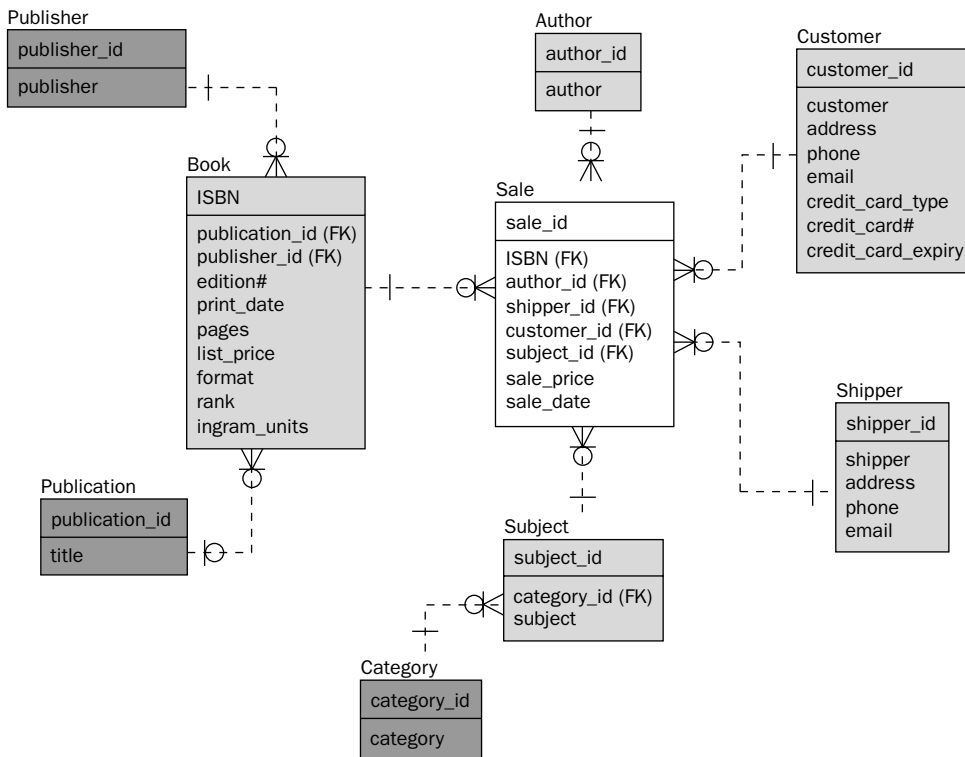 Publisher
publisher_id
publisher
Author
author_id
author
Customer
customer_id
customer
address
phone
email
credit_card_type
credit_card#
credit_card_expiry
Book
ISBN
publication_id (FK)
publisher_id (FK)
edition#
print_date
pages
list_price
format
rank
ingram_units
Sale
sale_id
ISBN (FK)
author_id (FK)
shipper_id (FK)
customer_id (FK)
subject_id (FK)
sale_price
sale_date
Shipper
shipper_id
shipper
address
phone
email
Publication
publication_id
title
Subject
subject_id
category_id (FK)
subject
Category
category_id
category